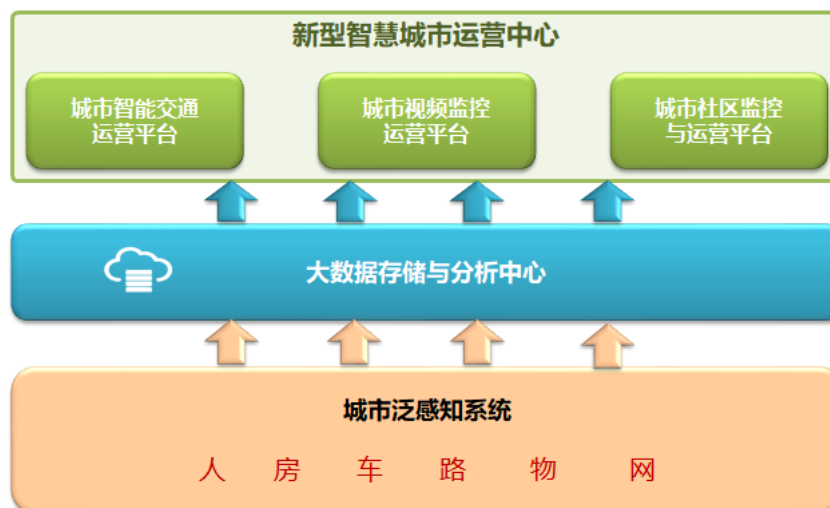 新型智慧城市运营中心
城市智能交通
运营平台
城市视频监控
运营平台
城市社区监控
与运营平台
大数据存储与分析中心
城市泛感知系统
人 房 车 路 物 网